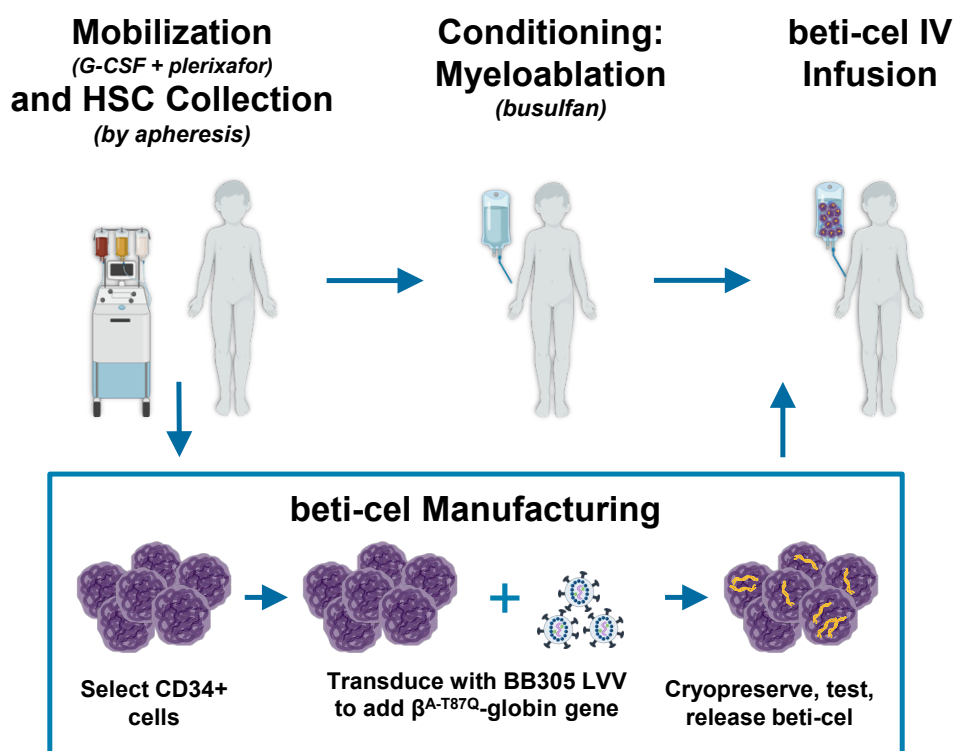 Mobilization
(G-CSF + plerixafor)
and HSC Collection
(by apheresis)
Conditioning:
Myeloablation
(busulfan)
beti-cel IV
Infusion
beti-cel Manufacturing
+
Select CD34+
cells
Transduce with BB305 LVV
to add βᴬ⁻ᵀ⁸⁷Q-globin gene
Cryopreserve, test,
release beti-cel